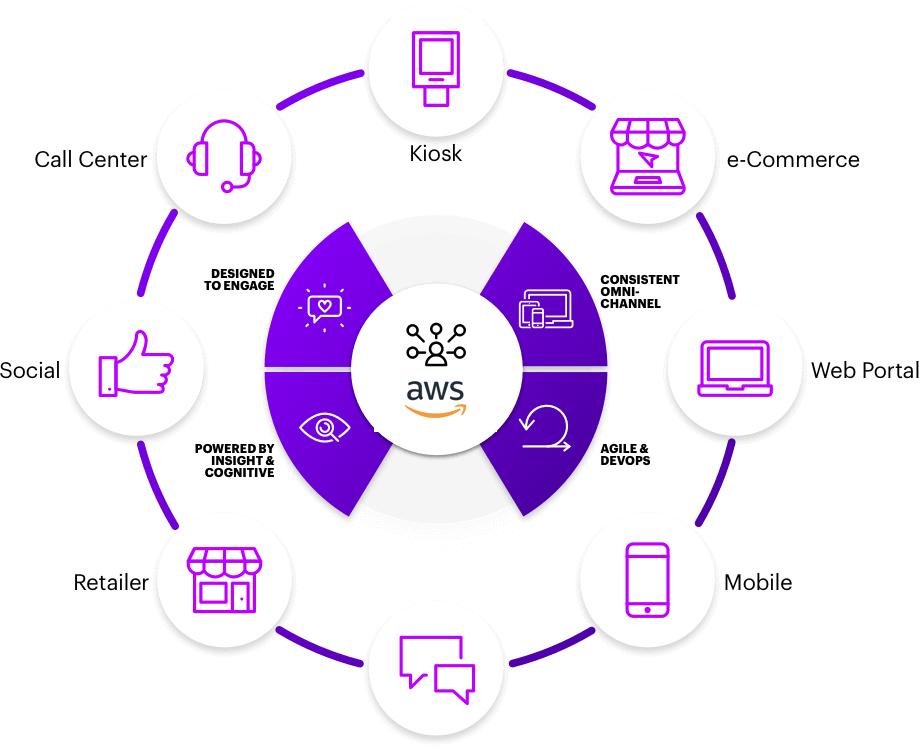 Kiosk
Call Center
e-Commerce
DESIGNED
TO ENGAGE
CONSISTENT
OMNI-
CHANNEL
aws
Social
Web Portal
POWERED BY
INSIGHT &
COGNITIVE
AGILE &
DEVOPS
Retailer
Mobile